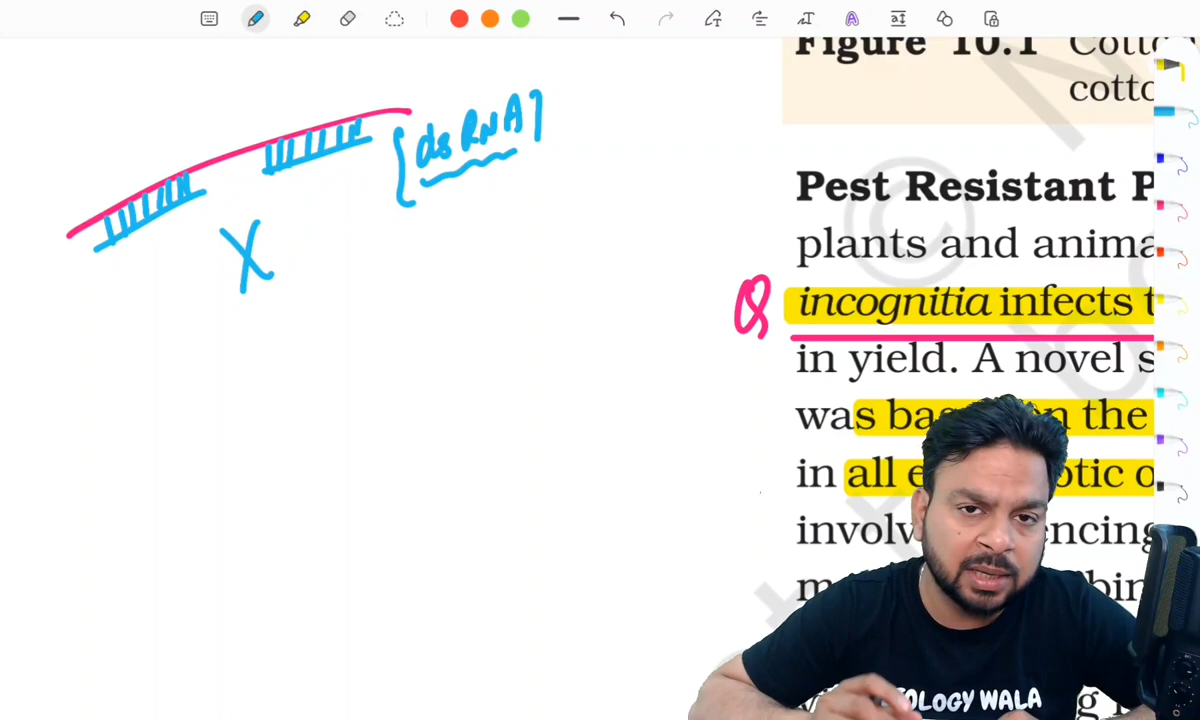 Figure 10.1 Cotto
cotto
{dsRNA}
X
Pest Resistant P
plants and anima
Q
incognitia infects t
in yield. A novel s
was ba on the
in all e otic o
involv encing
bin
OLOGY WALA